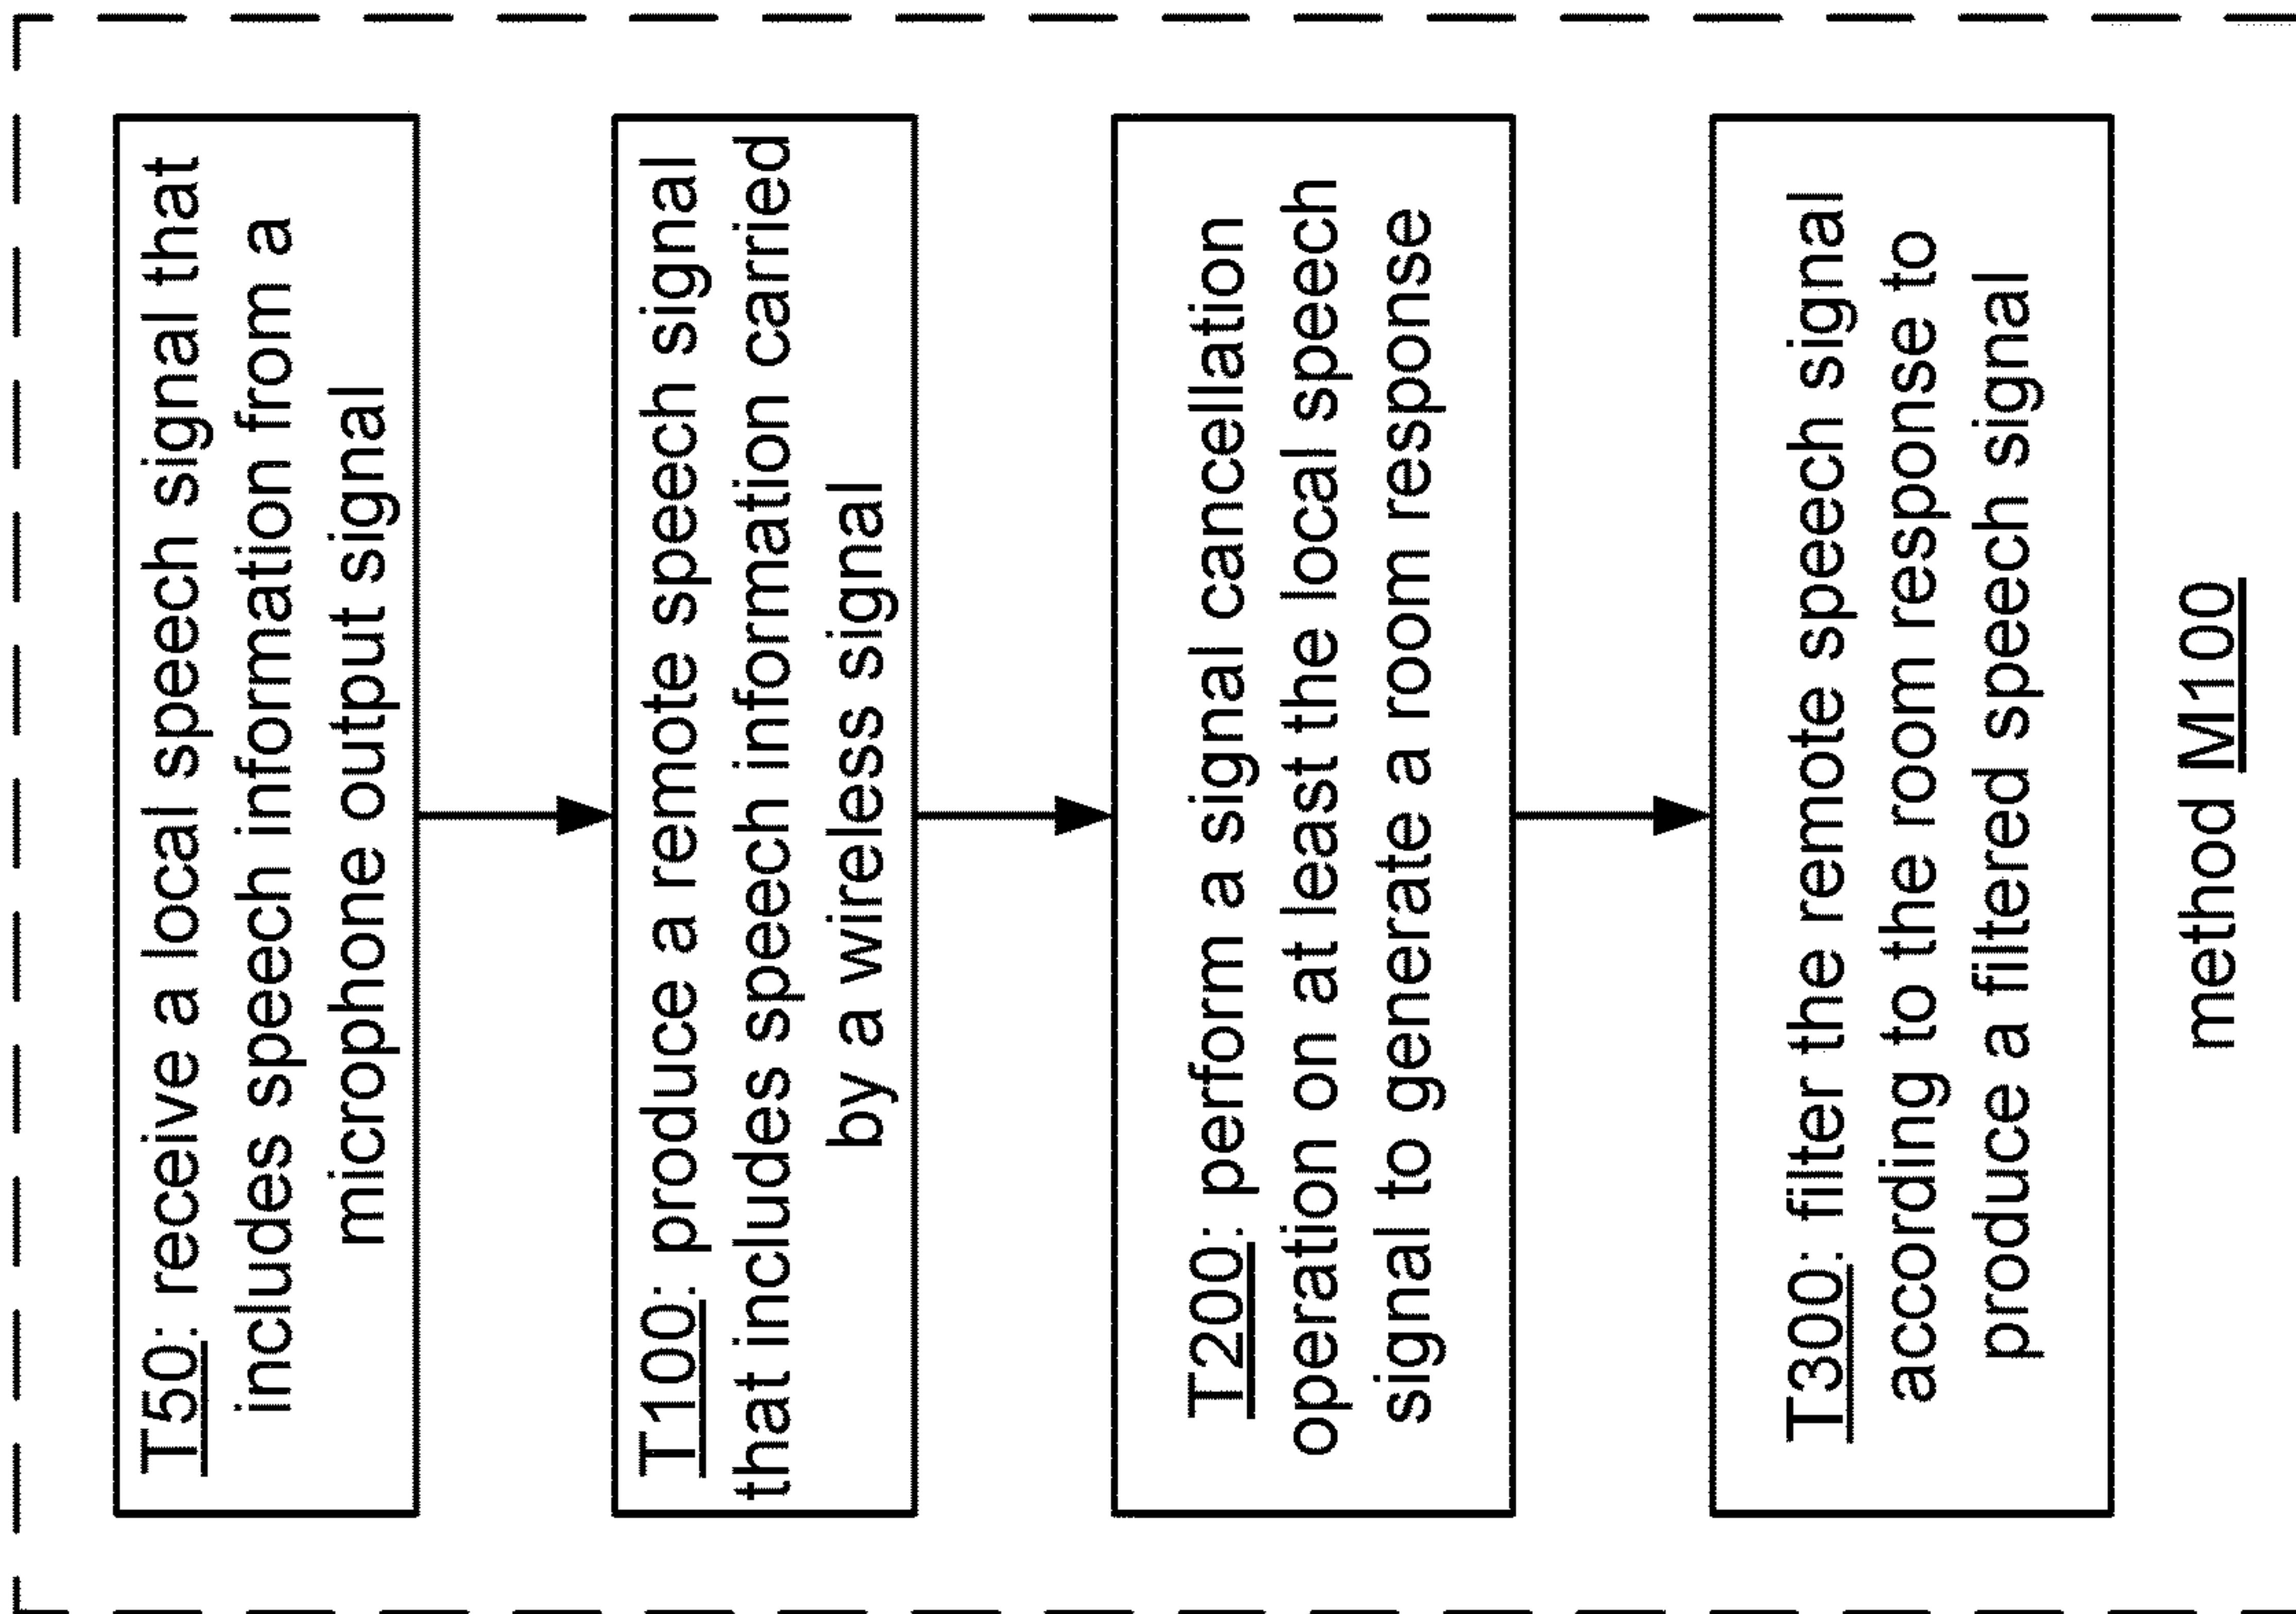 T50: receive a local speech signal that
includes speech information from a
microphone output signal
T100: produce a remote speech signal
that includes speech information carried
by a wireless signal
T200: perform a signal cancellation
operation on at least the local speech
signal to generate a room response
T300: filter the remote speech signal
according to the room response to
produce a filtered speech signal
method M100